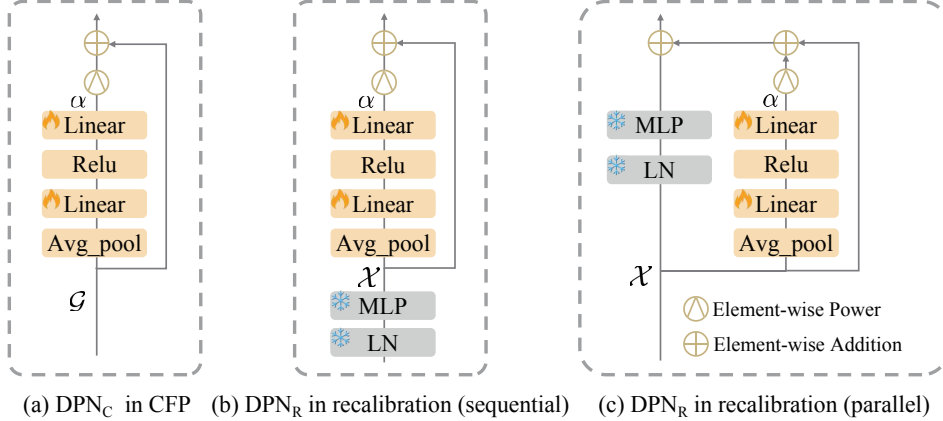 α
Linear
Relu
Linear
Avg_pool
𝒢
(a) DPN_C in CFP
α
Linear
Relu
Linear
Avg_pool
𝒳
MLP
LN
(b) DPN_R in recalibration (sequential)
MLP
LN
𝒳
α
Linear
Relu
Linear
Avg_pool
Element-wise Power
Element-wise Addition
(c) DPN_R in recalibration (parallel)